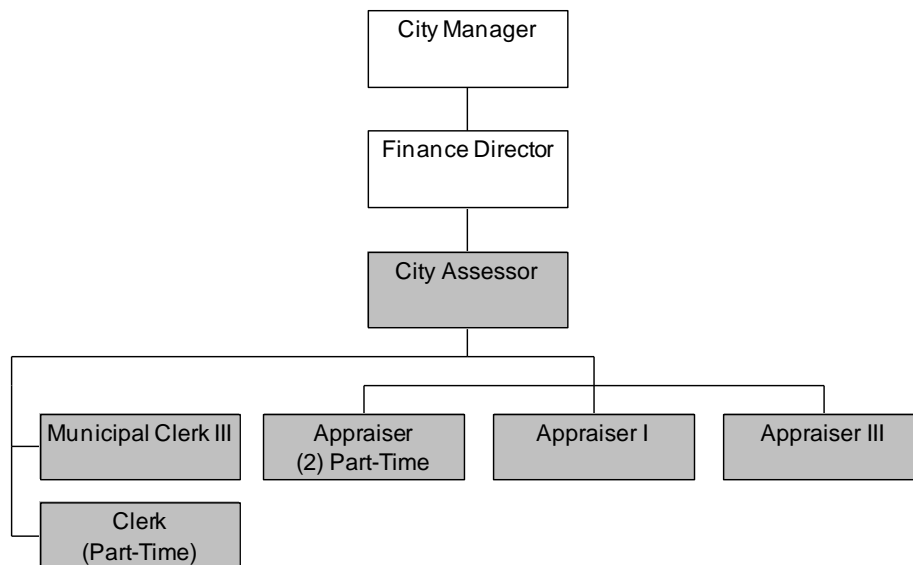 City Manager
Finance Director
City Assessor
Municipal Clerk III
Appraiser
(2) Part-Time
Appraiser I
Appraiser III
Clerk
(Part-Time)